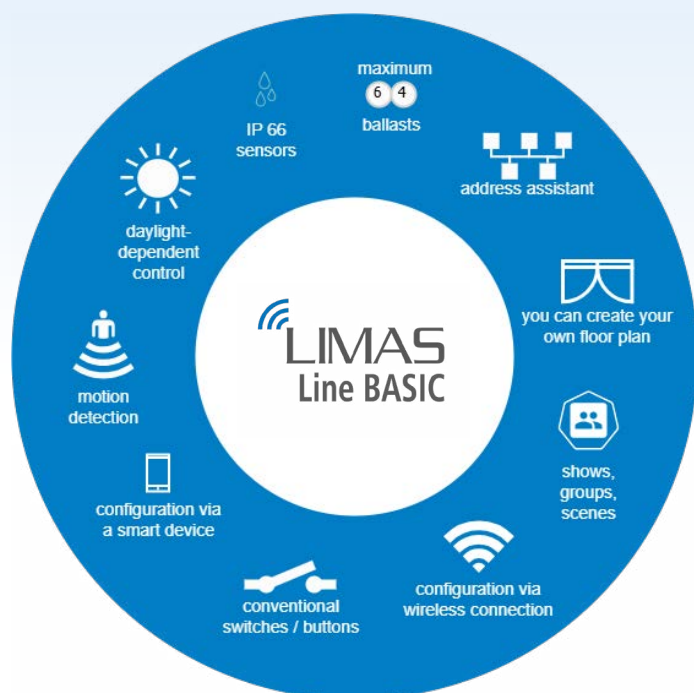 maximum
6 4
ballasts
address assistant
you can create your
own floor plan
shows,
groups,
scenes
configuration via
wireless connection
conventional
switches / buttons
configuration via
a smart device
motion
detection
daylight-
dependent
control
IP 66
sensors
LIMAS
Line BASIC